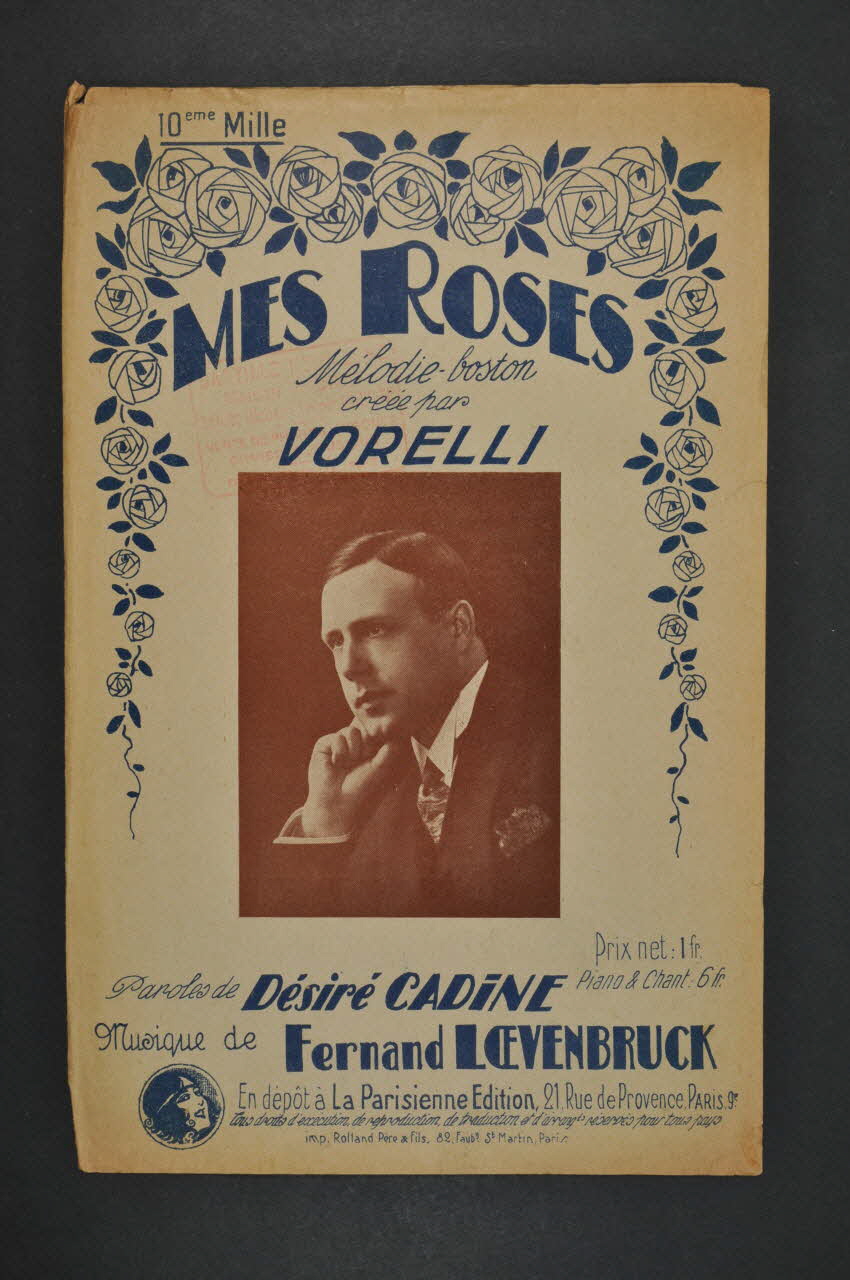 10eme Mille
MES ROSES
Mélodie-boston
créée par
VORELLI
Prix net: 1 fr.
Piano & Chant: 6 fr.
Paroles de Désiré CADINE
Musique de Fernand LŒVENBRUCK
En dépôt à La Parisienne Edition, 21, Rue de Provence, PARIS. 9e
Tous droits d'exécution, de reproduction, de traduction et d'arrangts réservés pour tous pays
imp. Rolland Père & Fils, 82, Faubg St Martin, Paris